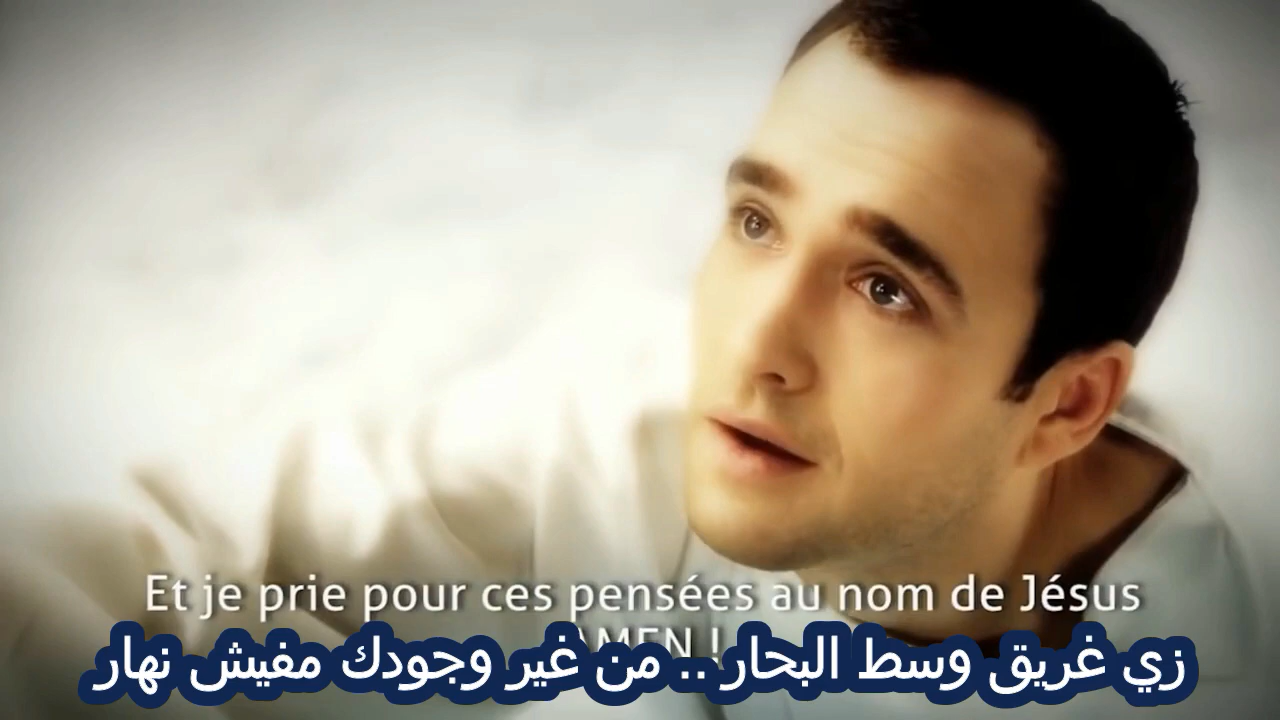 Et je prie pour ces pensées au nom de Jésus
AMEN !
زي غريق وسط البحار .. من غير وجودك مفيش نهار